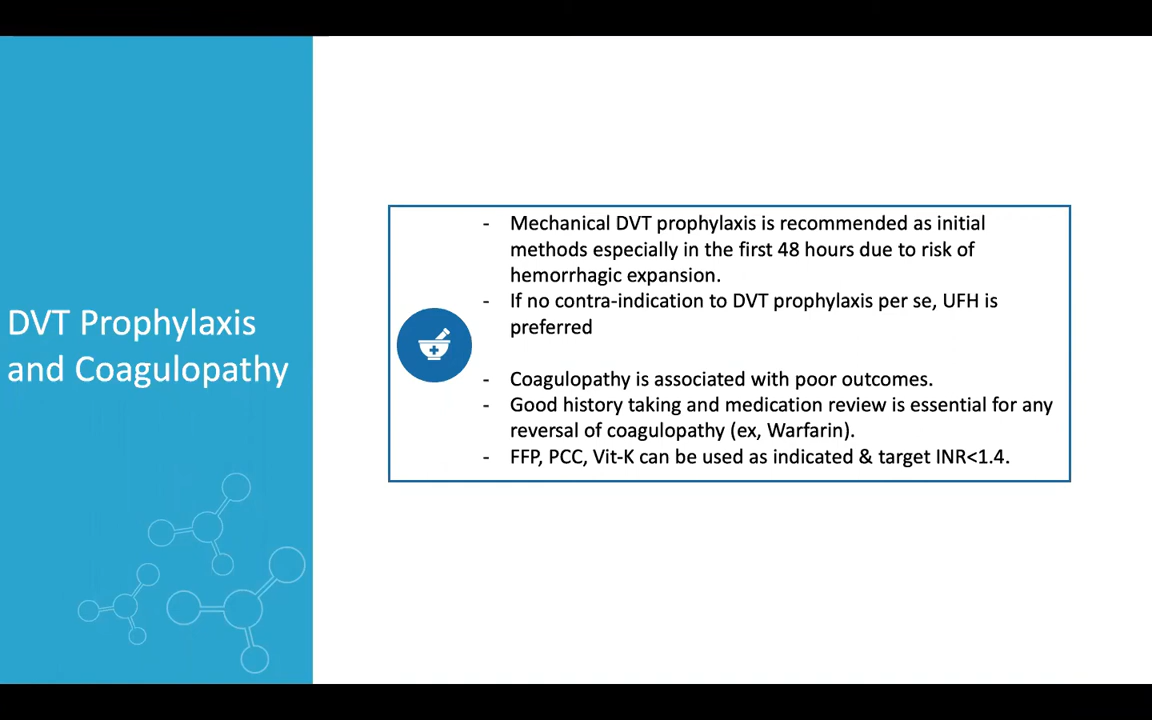 DVT Prophylaxis
and Coagulopathy
- Mechanical DVT prophylaxis is recommended as initial
methods especially in the first 48 hours due to risk of
hemorrhagic expansion.
- If no contra-indication to DVT prophylaxis per se, UFH is
preferred
- Coagulopathy is associated with poor outcomes.
- Good history taking and medication review is essential for any
reversal of coagulopathy (ex, Warfarin).
- FFP, PCC, Vit-K can be used as indicated & target INR<1.4.